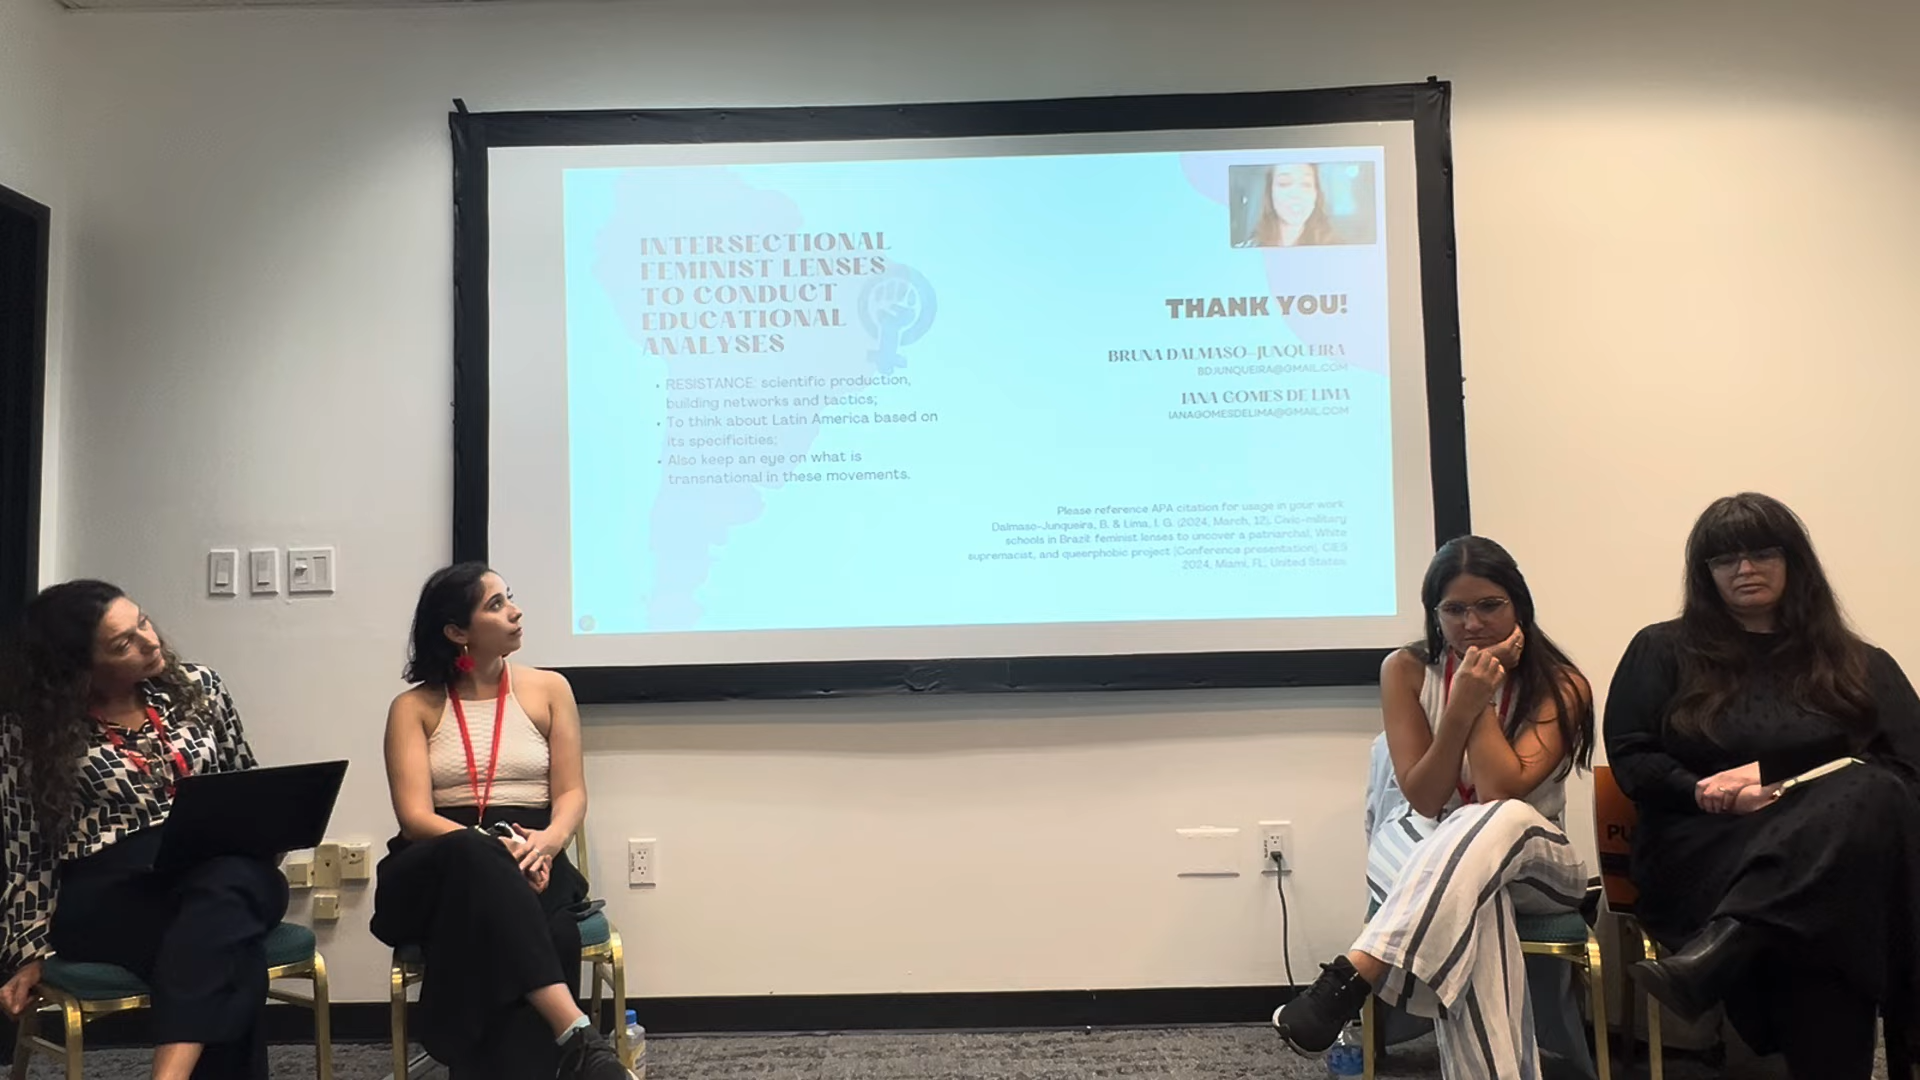 INTERSECTIONAL
FEMINIST LENSES
TO CONDUCT
EDUCATIONAL
ANALYSES
• RESISTANCE: scientific production,
building networks and tactics;
• To think about Latin America based on
its specificities;
• Also keep an eye on what is
transnational in these movements.
THANK YOU!
BRUNA DALMASO-JUNQUEIRA
BDJUNQUEIRA@GMAIL.COM
IANA GOMES DE LIMA
IANAGOMESDELIMA@GMAIL.COM
Please reference APA citation for usage in your work
Dalmaso-Junqueira, B. & Lima, I. G. (2024, March, 12). Civic-military
schools in Brazil: feminist lenses to uncover a patriarchal, White
supremacist, and queerphobic project [Conference presentation]. CIES
2024, Miami, FL, United States.